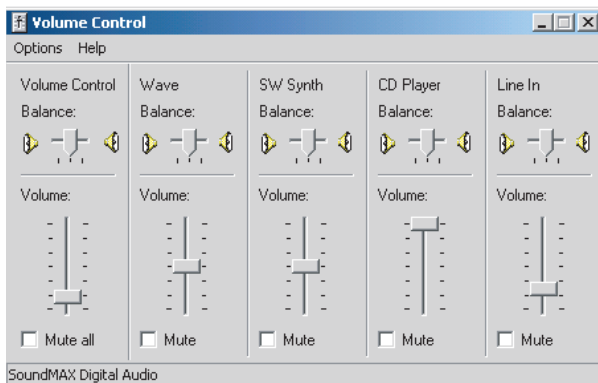 Volume Control
Options Help
Volume Control Wave SW Synth CD Player Line In
Balance: Balance: Balance: Balance: Balance:
Volume: Volume: Volume: Volume: Volume:
Mute all Mute Mute Mute Mute
SoundMAX Digital Audio